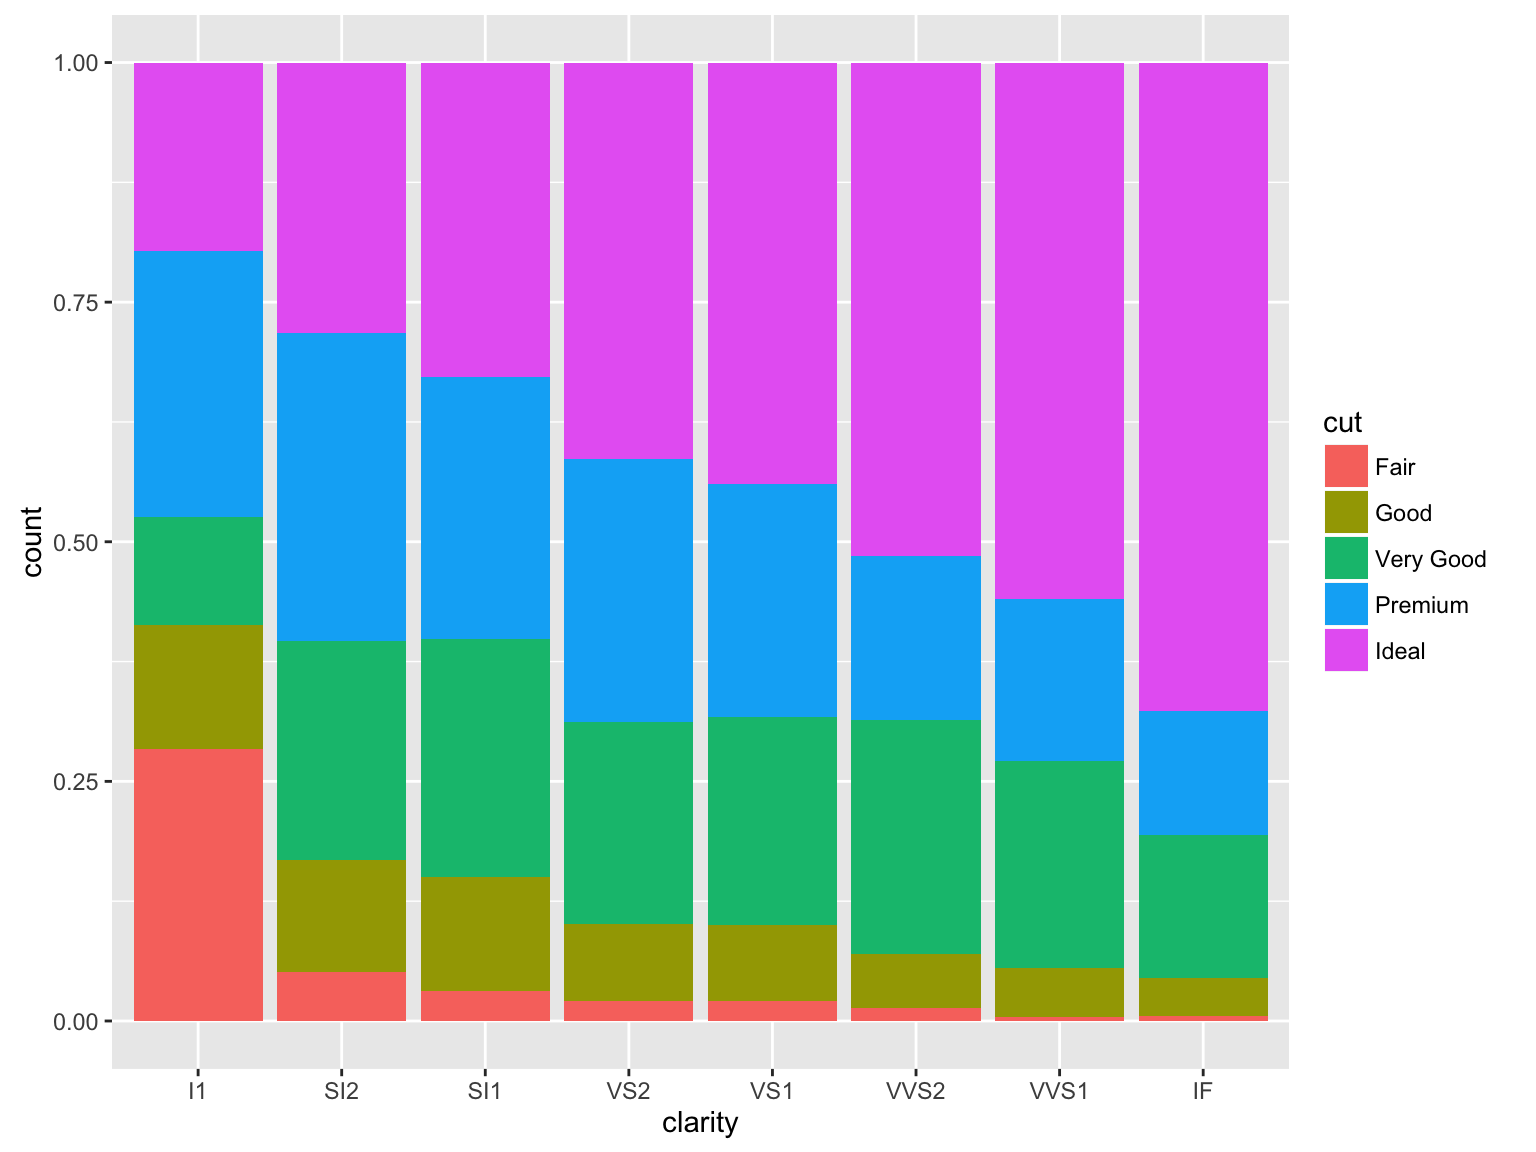 1.00
0.75
0.50
0.25
0.00
count
I1 SI2 SI1 VS2 VS1 VVS2 VVS1 IF
clarity
cut
Fair
Good
Very Good
Premium
Ideal